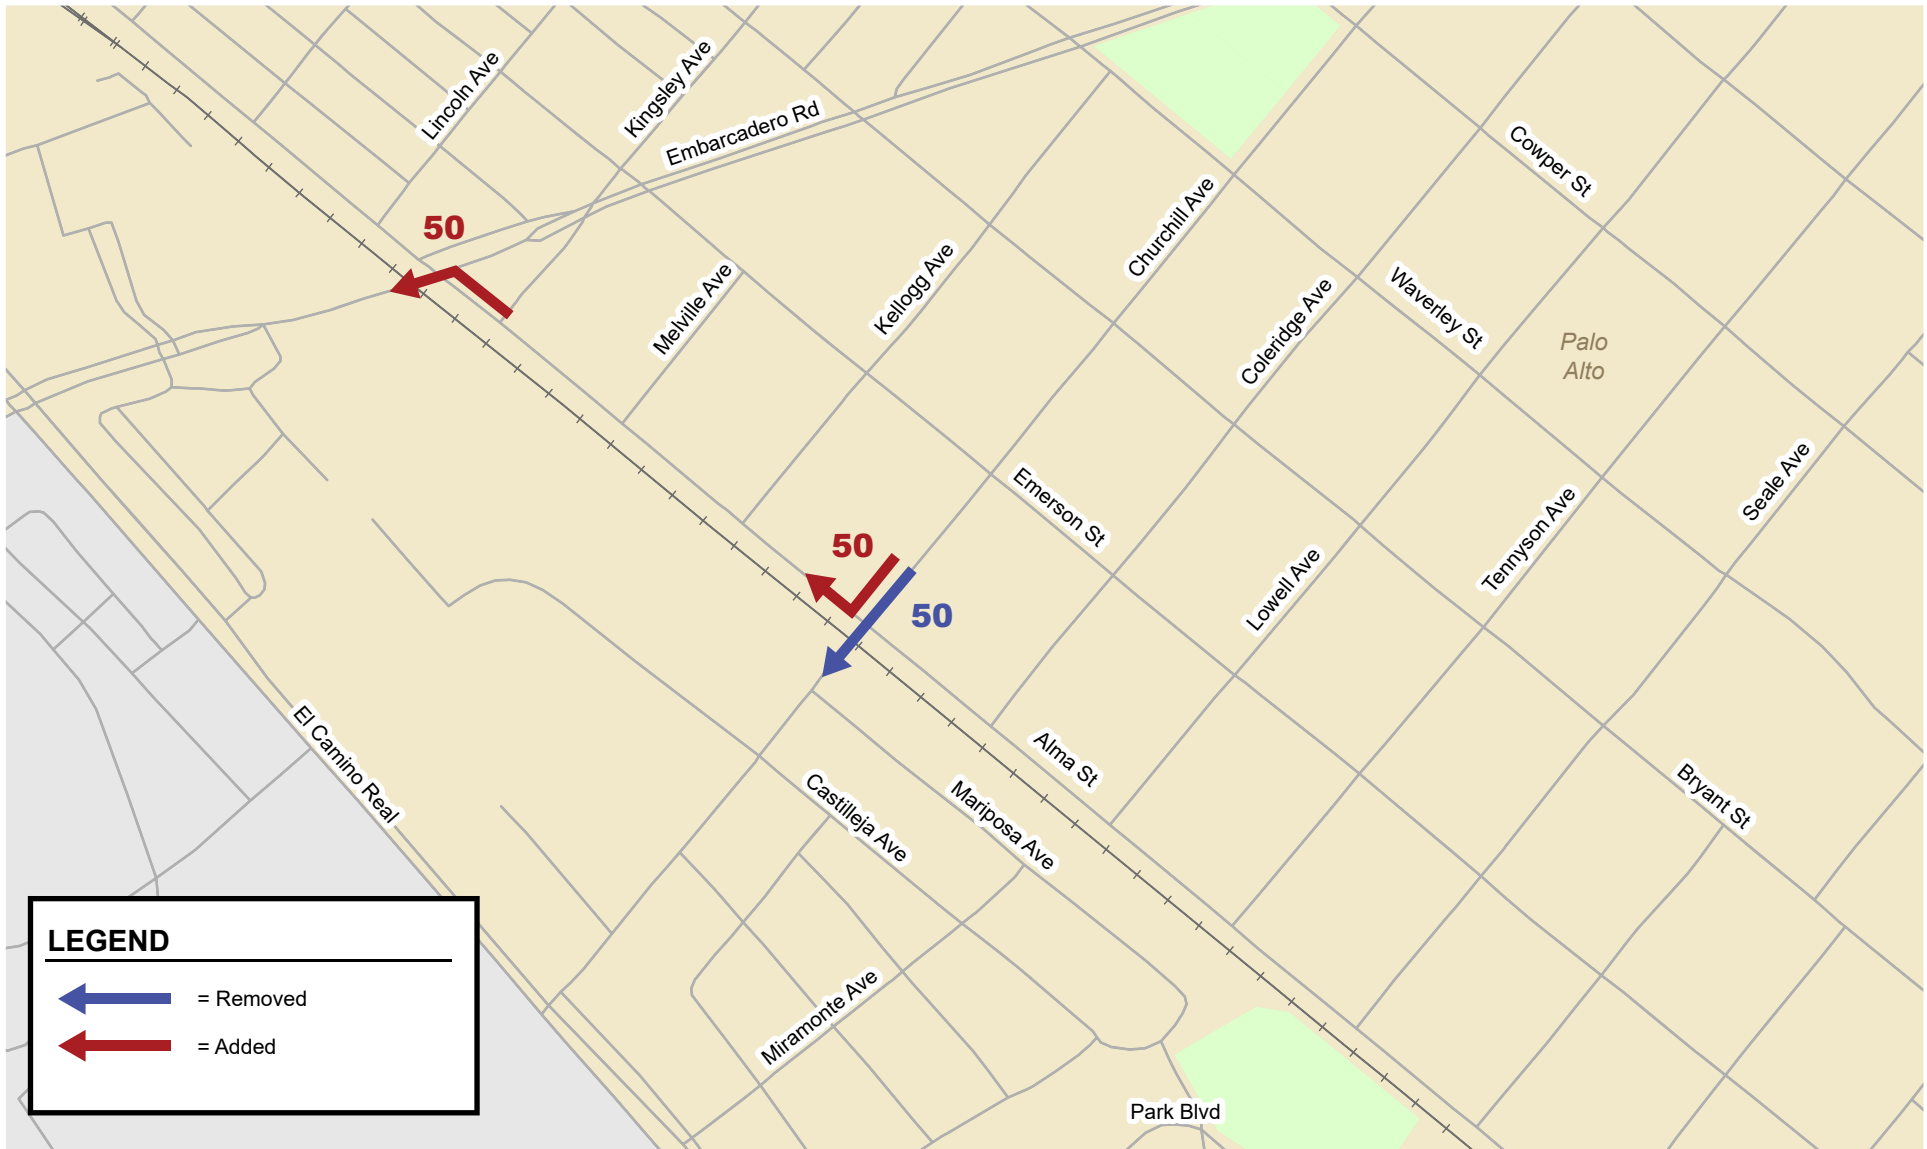 Lincoln Ave
Kingsley Ave
Embarcadero Rd
Cowper St
50
Churchill Ave
Melville Ave
Kellogg Ave
Coleridge Ave
Waverley St
Palo
Alto
Emerson St
Seale Ave
Tennyson Ave
Lowell Ave
50
50
El Camino Real
Alma St
Castilleja Ave
Mariposa Ave
Bryant St
Miramonte Ave
Park Blvd
LEGEND
= Removed
= Added